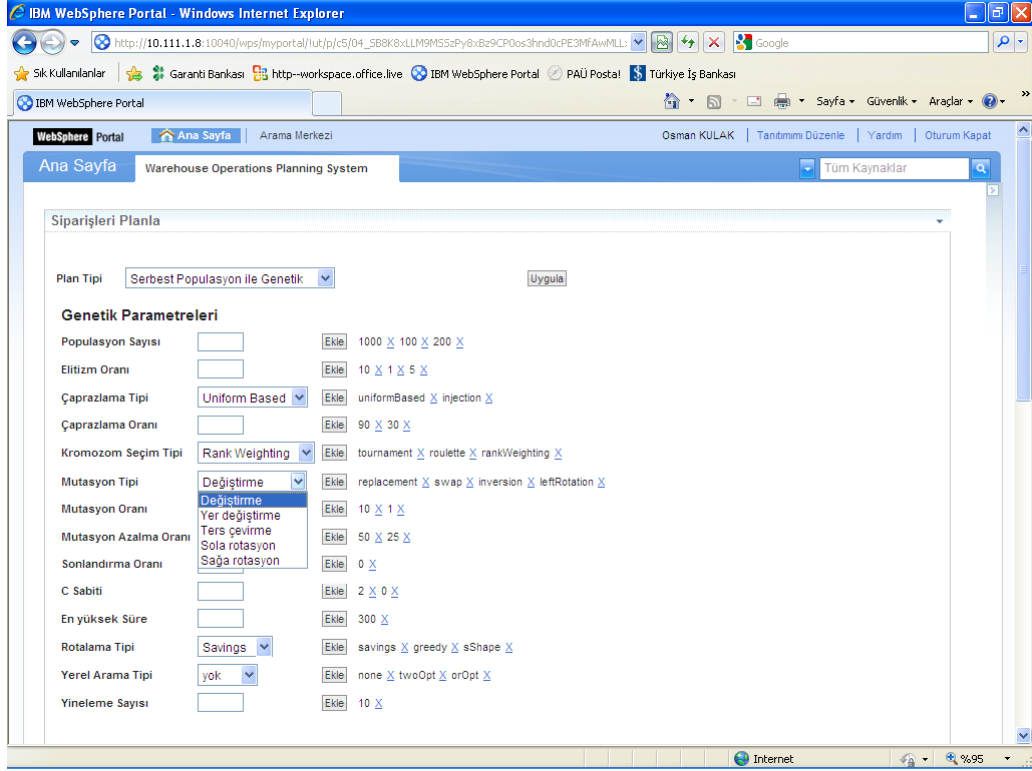 IBM WebSphere Portal - Windows Internet Explorer
http://10.111.1.8:10040/wps/myportal/!ut/p/c5/04_SB8K8xLLM9MSSzPy8xBz9CP0os3hnd0cPE3MfAwMLL: Google
Sık Kullanılanlar Garanti Bankası http--workspace.office.live IBM WebSphere Portal PAÜ Posta! Türkiye İş Bankası
IBM WebSphere Portal Sayfa Güvenlik Araçlar »
WebSphere Portal Ana Sayfa Arama Merkezi Osman KULAK Tanıtımımı Düzenle Yardım Oturum Kapat
Ana Sayfa Warehouse Operations Planning System Tüm Kaynaklar
Siparişleri Planla
Plan Tipi Serbest Populasyon ile Genetik Uygula
Genetik Parametreleri
Populasyon Sayısı Ekle 1000 X 100 X 200 X
Elitizm Oranı Ekle 10 X 1 X 5 X
Çaprazlama Tipi Uniform Based Ekle uniformBased X injection X
Çaprazlama Oranı Ekle 90 X 30 X
Kromozom Seçim Tipi Rank Weighting Ekle tournament X roulette X rankWeighting X
Mutasyon Tipi Değiştirme Ekle replacement X swap X inversion X leftRotation X
Değiştirme
Mutasyon Oranı Yer değiştirme Ekle 10 X 1 X
Ters çevirme
Mutasyon Azalma Oranı Sola rotasyon Ekle 50 X 25 X
Sonlandırma Oranı Sağa rotasyon Ekle 0 X
C Sabiti Ekle 2 X 0 X
En yüksek Süre Ekle 300 X
Rotalama Tipi Savings Ekle savings X greedy X sShape X
Yerel Arama Tipi yok Ekle none X twoOpt X orOpt X
Yineleme Sayısı Ekle 10 X
Internet %95